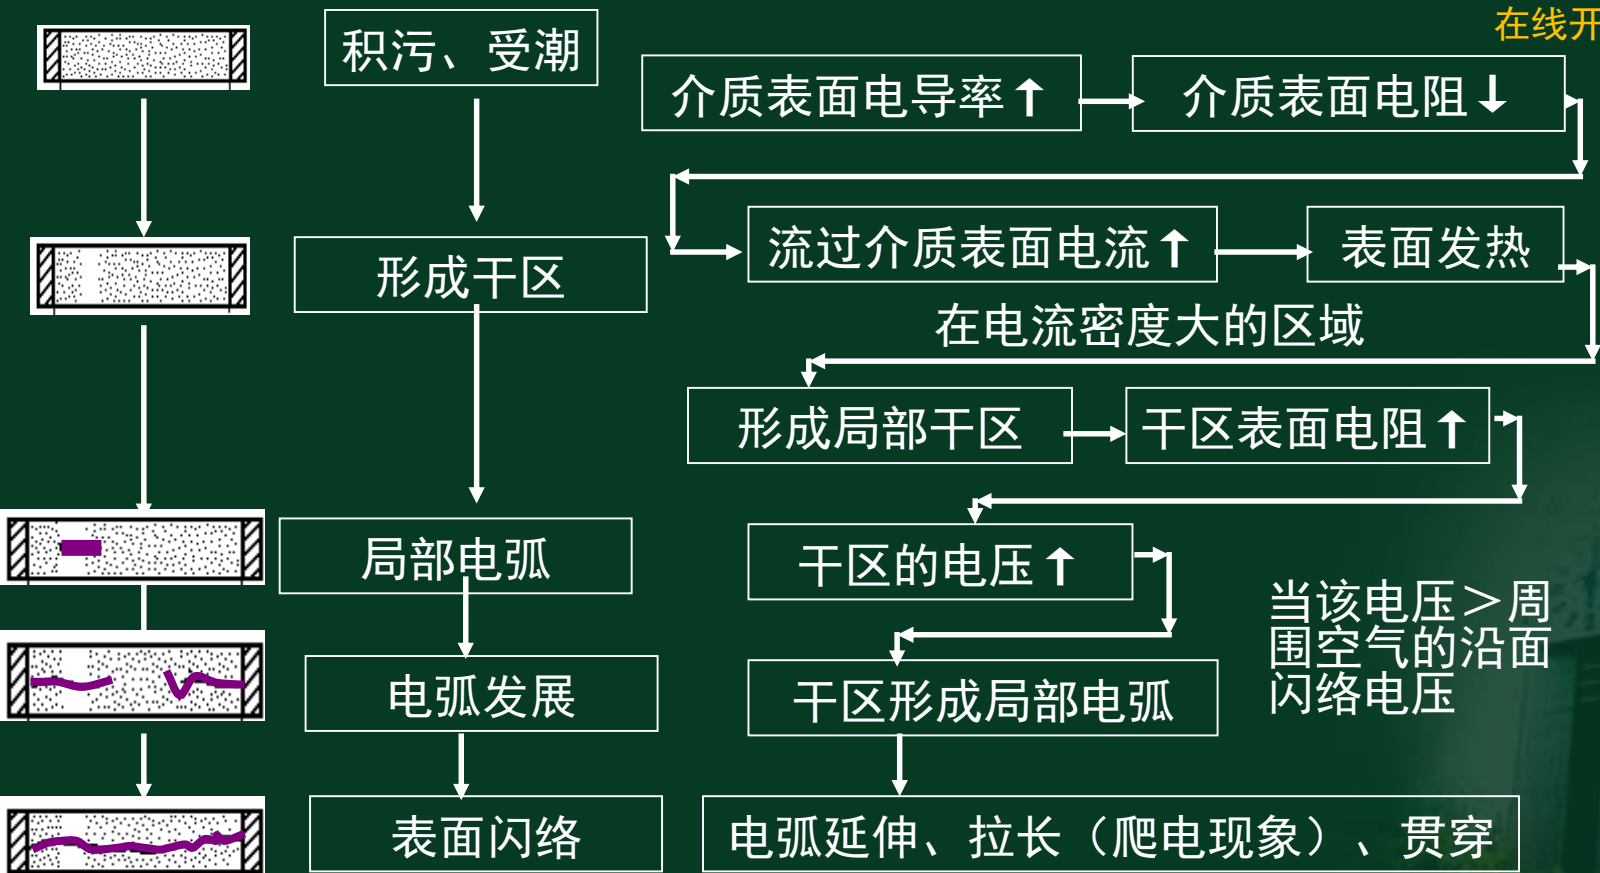 在线开
积污、受潮
介质表面电导率↑
介质表面电阻↓
形成干区
流过介质表面电流↑
表面发热
在电流密度大的区域
形成局部干区
干区表面电阻↑
局部电弧
干区的电压↑
当该电压＞周
围空气的沿面
闪络电压
电弧发展
干区形成局部电弧
表面闪络
电弧延伸、拉长（爬电现象）、贯穿